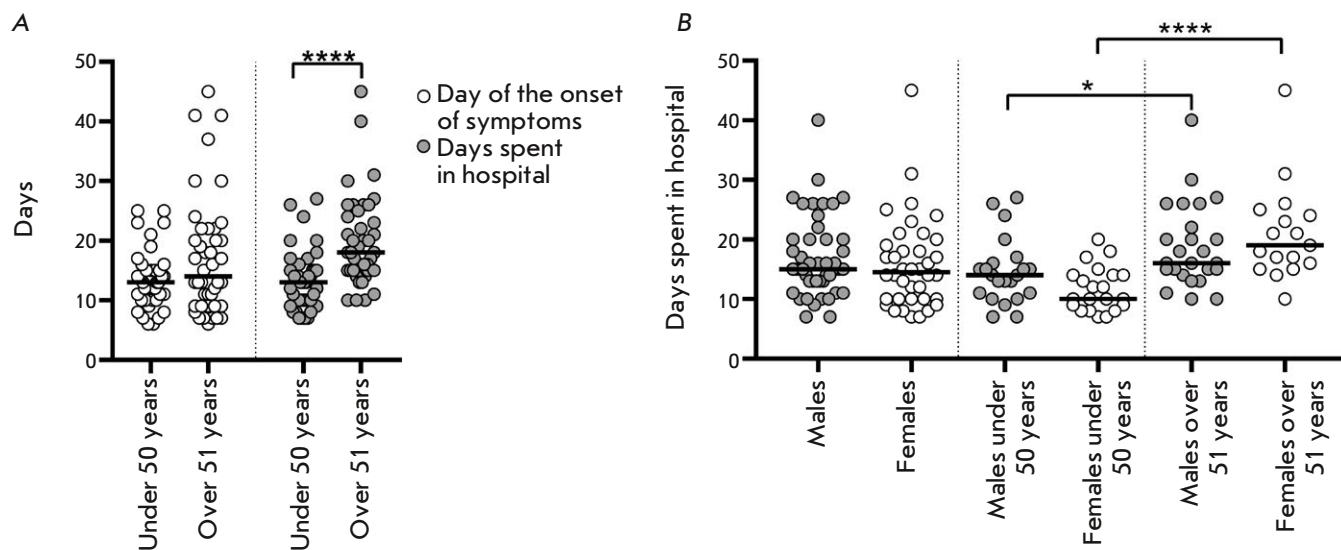 A
Days
50
40
30
20
10
0
****
Day of the onset
of symptoms
Days spent
in hospital
Under 50 years
Over 51 years
Under 50 years
Over 51 years
B
Days spent in hospital
50
40
30
20
10
0
****
*
Males
Females
Males under
50 years
Females under
50 years
Males over
51 years
Females over
51 years